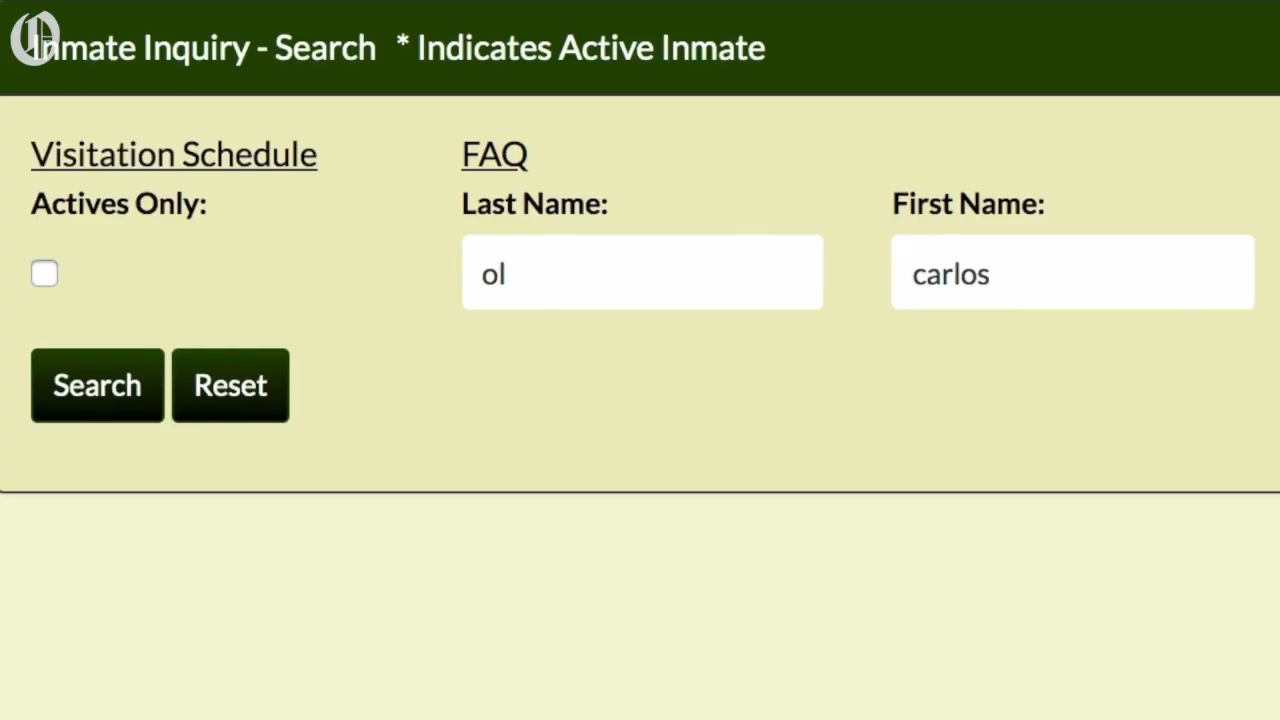 Inmate Inquiry - Search * Indicates Active Inmate
Visitation Schedule FAQ
Actives Only: Last Name: First Name:
ol carlos
Search Reset